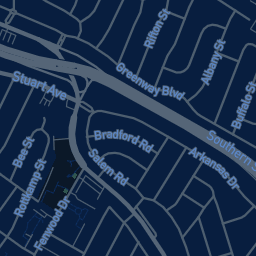 Rifton St
Albany St
Buffalo St
Greenway Blvd
Stuart Ave
Southern
Bradford Rd
Arkansas Dr
Salem Rd
Bee St
Rottkamp St
Fenwood Dr